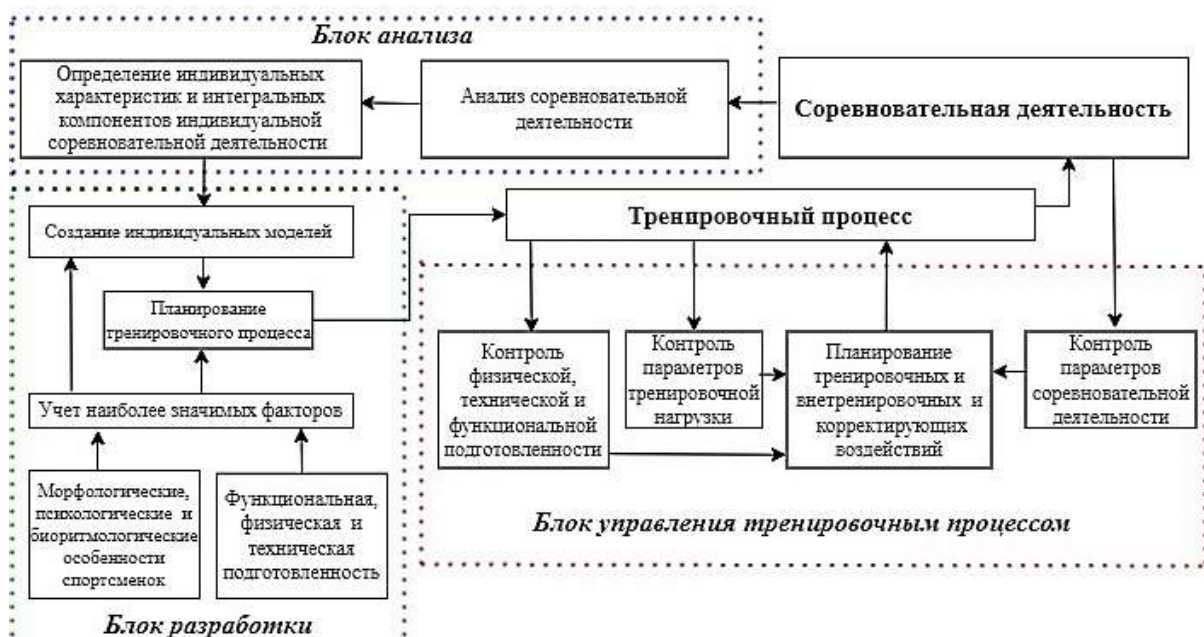 Блок анализа
Определение индивидуальных
характеристик и интегральных
компонентов индивидуальной
соревновательной деятельности
Анализ соревновательной
деятельности
Соревновательная деятельность
Создание индивидуальных моделей
Тренировочный процесс
Планирование
тренировочного процесса
Контроль
физической,
технической и
функциональной
подготовленности
Контроль
параметров
тренировочной
нагрузки
Планирование
тренировочных и
внетренировочных и
корректирующих
воздействий
Контроль
параметров
соревновательной
деятельности
Учет наиболее значимых факторов
Морфологические,
психологические и
биоритмологические
особенности
спортсменок
Функциональная,
физическая и
техническая
подготовленность
Блок управления тренировочным процессом
Блок разработки